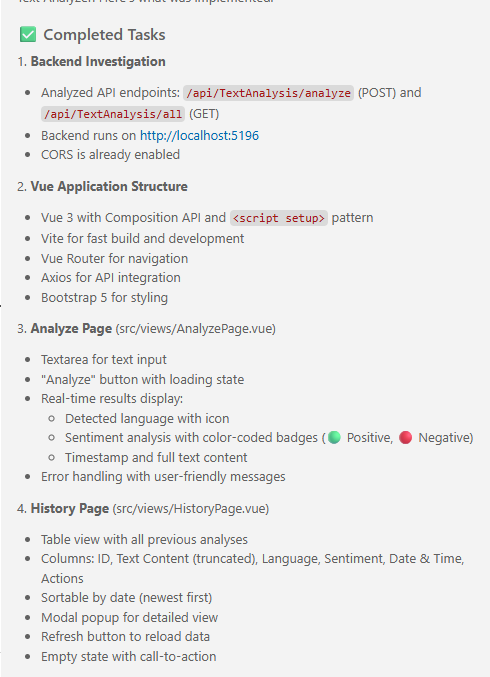 Text Analyzer. Here's what was implemented:
✅ Completed Tasks
1. Backend Investigation
• Analyzed API endpoints: /api/TextAnalysis/analyze (POST) and
/api/TextAnalysis/all (GET)
• Backend runs on http://localhost:5196
• CORS is already enabled
2. Vue Application Structure
• Vue 3 with Composition API and <script setup> pattern
• Vite for fast build and development
• Vue Router for navigation
• Axios for API integration
• Bootstrap 5 for styling
3. Analyze Page (src/views/AnalyzePage.vue)
• Textarea for text input
• "Analyze" button with loading state
• Real-time results display:
◦ Detected language with icon
◦ Sentiment analysis with color-coded badges (🟢 Positive, 🔴 Negative)
◦ Timestamp and full text content
• Error handling with user-friendly messages
4. History Page (src/views/HistoryPage.vue)
• Table view with all previous analyses
• Columns: ID, Text Content (truncated), Language, Sentiment, Date & Time,
Actions
• Sortable by date (newest first)
• Modal popup for detailed view
• Refresh button to reload data
• Empty state with call-to-action